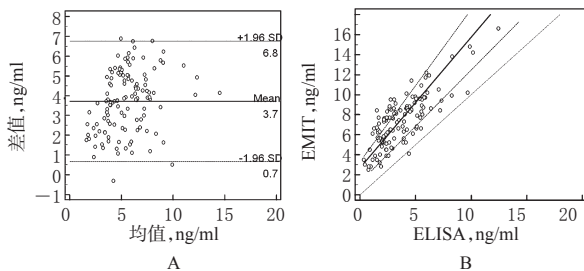 8
7
6
5
4
3
2
1
0
−1
差值,ng/ml
+1.96 SD
6.8
Mean
3.7
-1.96 SD
0.7
0 5 10 15 20
均值,ng/ml
A
18
16
14
12
10
8
6
4
2
0
EMIT,ng/ml
0 5 10 15 20
ELISA,ng/ml
B